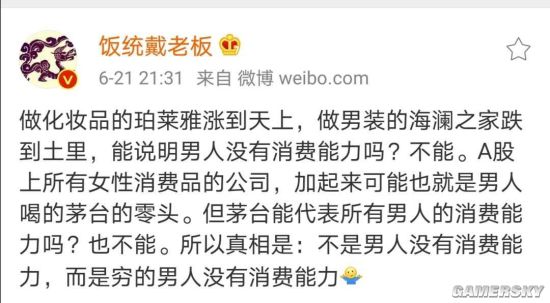 饭统戴老板
6-21 21:31 来自 微博 weibo.com
做化妆品的珀莱雅涨到天上，做男装的海澜之家跌
到土里，能说明男人没有消费能力吗？不能。A股
上所有女性消费品的公司，加起来可能也就是男人
喝的茅台的零头。但茅台能代表所有男人的消费能
力吗？也不能。所以真相是：不是男人没有消费能
力，而是穷的男人没有消费能力🤷‍♂️
GAMERSKY